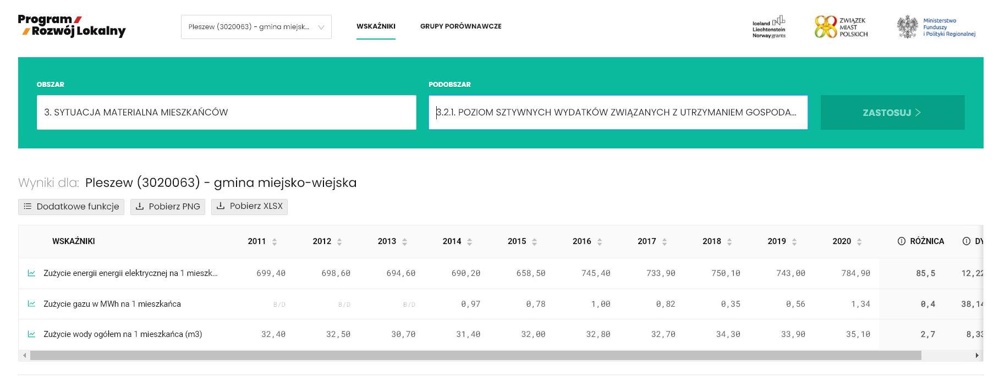 Program
Rozwój Lokalny
Pleszew (3020063) - gmina miejsk...
WSKAŹNIKI
GRUPY PORÓWNAWCZE
Iceland
Liechtenstein
Norway grants
ZWIĄZEK
MIAST
POLSKICH
Ministerstwo
Funduszy
i Polityki Regionalnej
OBSZAR
PODOBSZAR
3. SYTUACJA MATERIALNA MIESZKAŃCÓW
3.2.1. POZIOM SZTYWNYCH WYDATKÓW ZWIĄZANYCH Z UTRZYMANIEM GOSPODA...
ZASTOSUJ
Wyniki dla: Pleszew (3020063) - gmina miejsko-wiejska
Dodatkowe funkcje
Pobierz PNG
Pobierz XLSX
WSKAŹNIKI 2011 2012 2013 2014 2015 2016 2017 2018 2019 2020 RÓŻNICA DY
Zużycie energii energii elektrycznej na 1 mieszk... 699,40 698,60 694,60 690,20 658,50 745,40 733,90 750,10 743,00 784,90 85,5 12,22
Zużycie gazu w MWh na 1 mieszkańca B/D B/D B/D 0,97 0,78 1,00 0,82 0,35 0,56 1,34 0,4 38,14
Zużycie wody ogółem na 1 mieszkańca (m3) 32,40 32,50 30,70 31,40 32,00 32,80 32,70 34,30 33,90 35,10 2,7 8,33